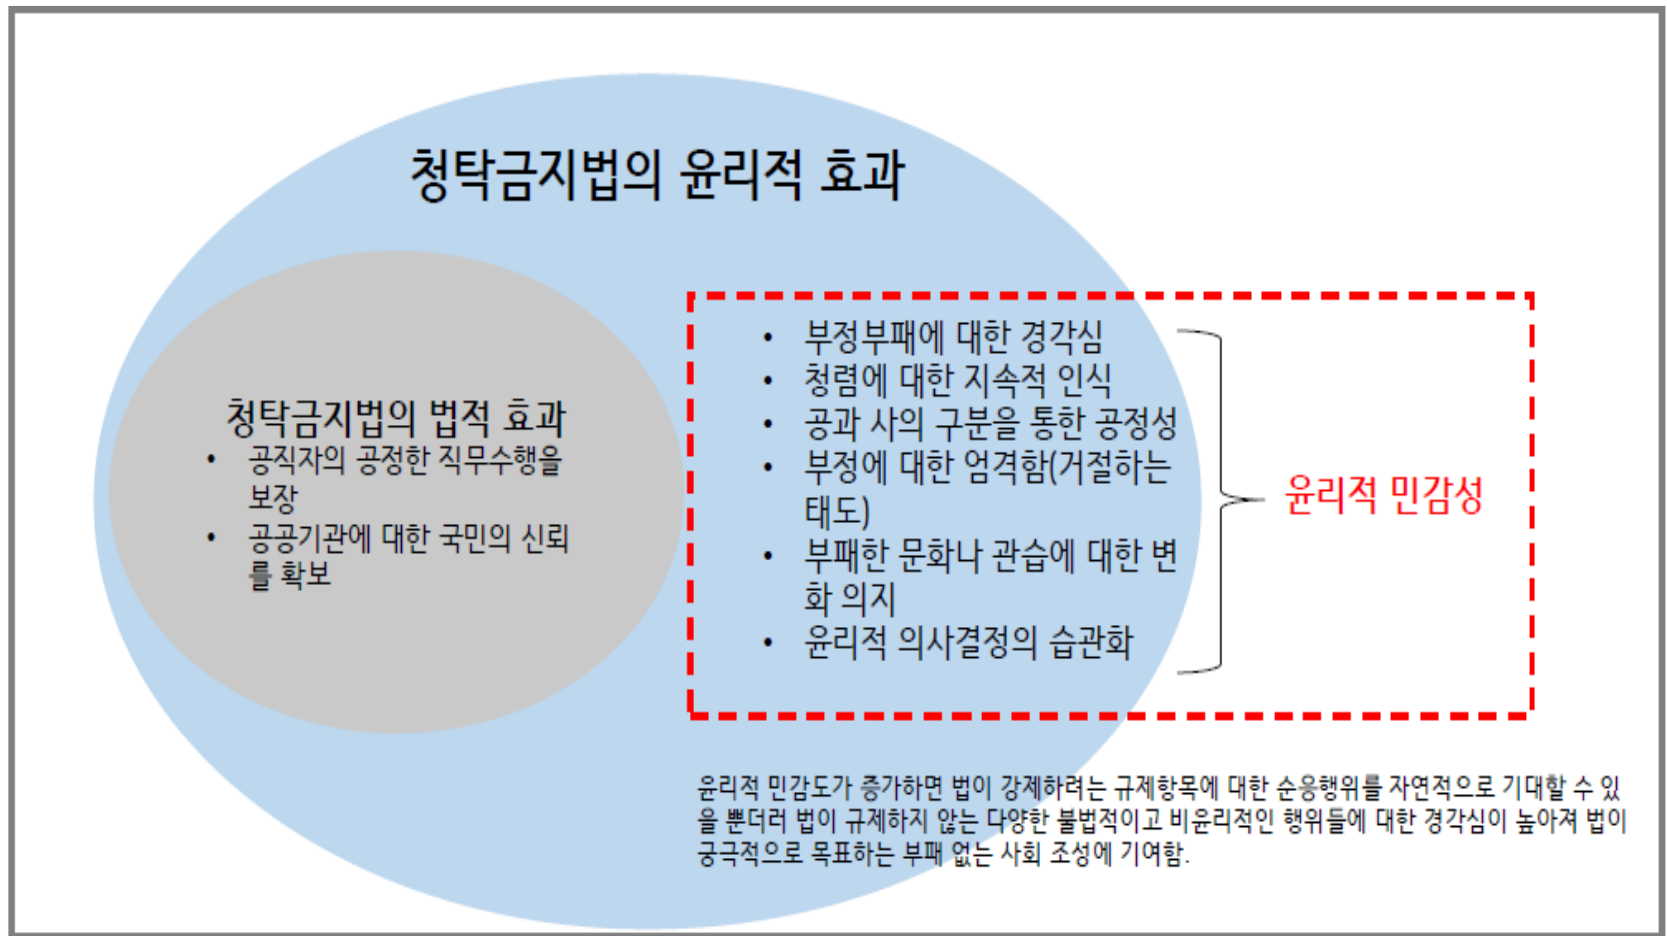 청탁금지법의 윤리적 효과
청탁금지법의 법적 효과
• 공직자의 공정한 직무수행을
보장
• 공공기관에 대한 국민의 신뢰
를 확보
• 부정부패에 대한 경각심
• 청렴에 대한 지속적 인식
• 공과 사의 구분을 통한 공정성
• 부정에 대한 엄격함(거절하는
태도)
• 부패한 문화나 관습에 대한 변
화 의지
• 윤리적 의사결정의 습관화
윤리적 민감성
윤리적 민감도가 증가하면 법이 강제하려는 규제항목에 대한 순응행위를 자연적으로 기대할 수 있
을 뿐더러 법이 규제하지 않는 다양한 불법적이고 비윤리적인 행위들에 대한 경각심이 높아져 법이
궁극적으로 목표하는 부패 없는 사회 조성에 기여함.